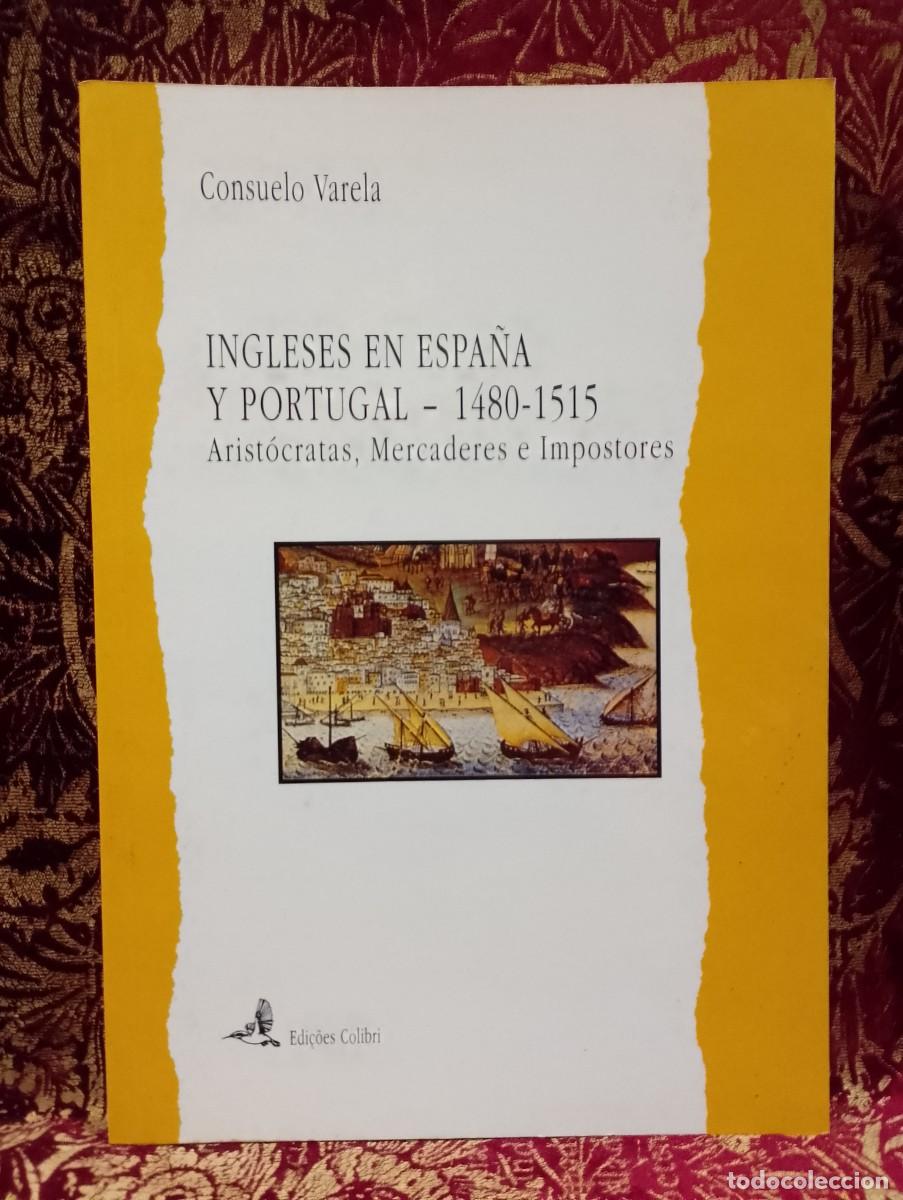 Consuelo Varela
INGLESES EN ESPAÑA
Y PORTUGAL – 1480-1515
Aristócratas, Mercaderes e Impostores
Edições Colibri
todocoleccion